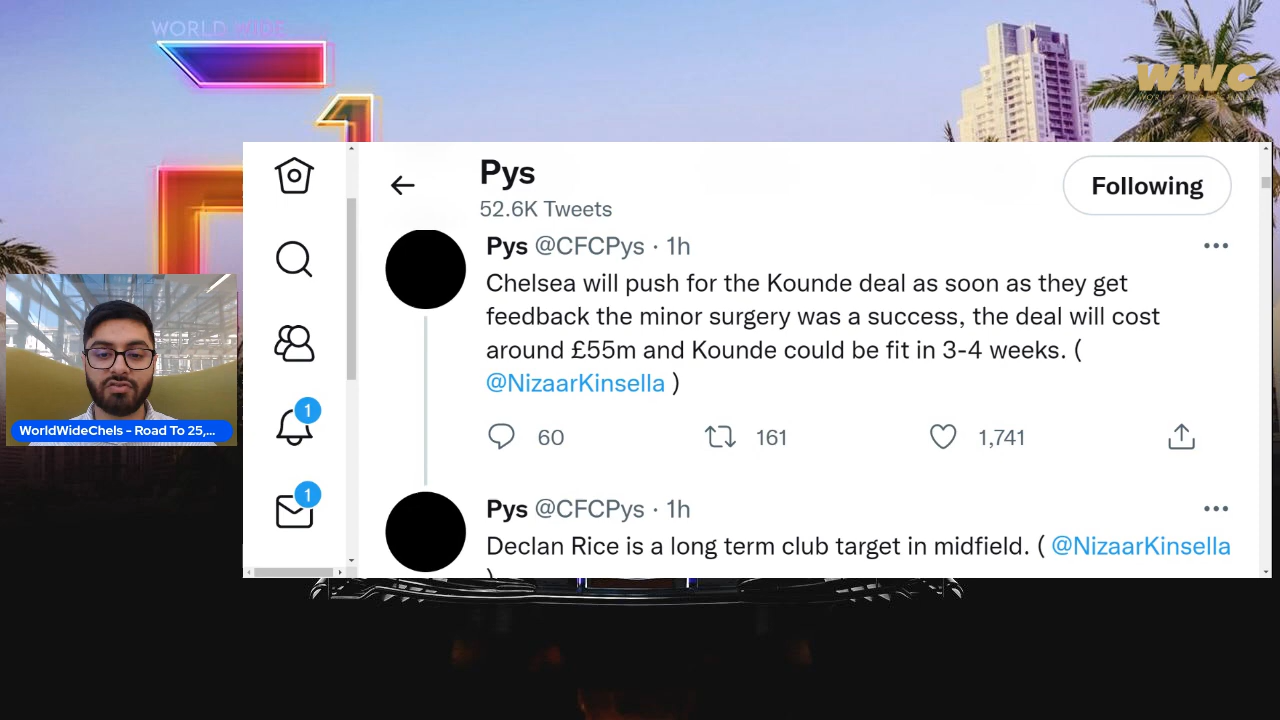 WORLD WIDE
WWC
Pys
52.6K Tweets
Following
Pys @CFCPys · 1h
Chelsea will push for the Kounde deal as soon as they get
feedback the minor surgery was a success, the deal will cost
around £55m and Kounde could be fit in 3-4 weeks. (
@NizaarKinsella )
60
161
1,741
Pys @CFCPys · 1h
Declan Rice is a long term club target in midfield. ( @NizaarKinsella
)
1
1
WorldWideChels - Road To 25,...